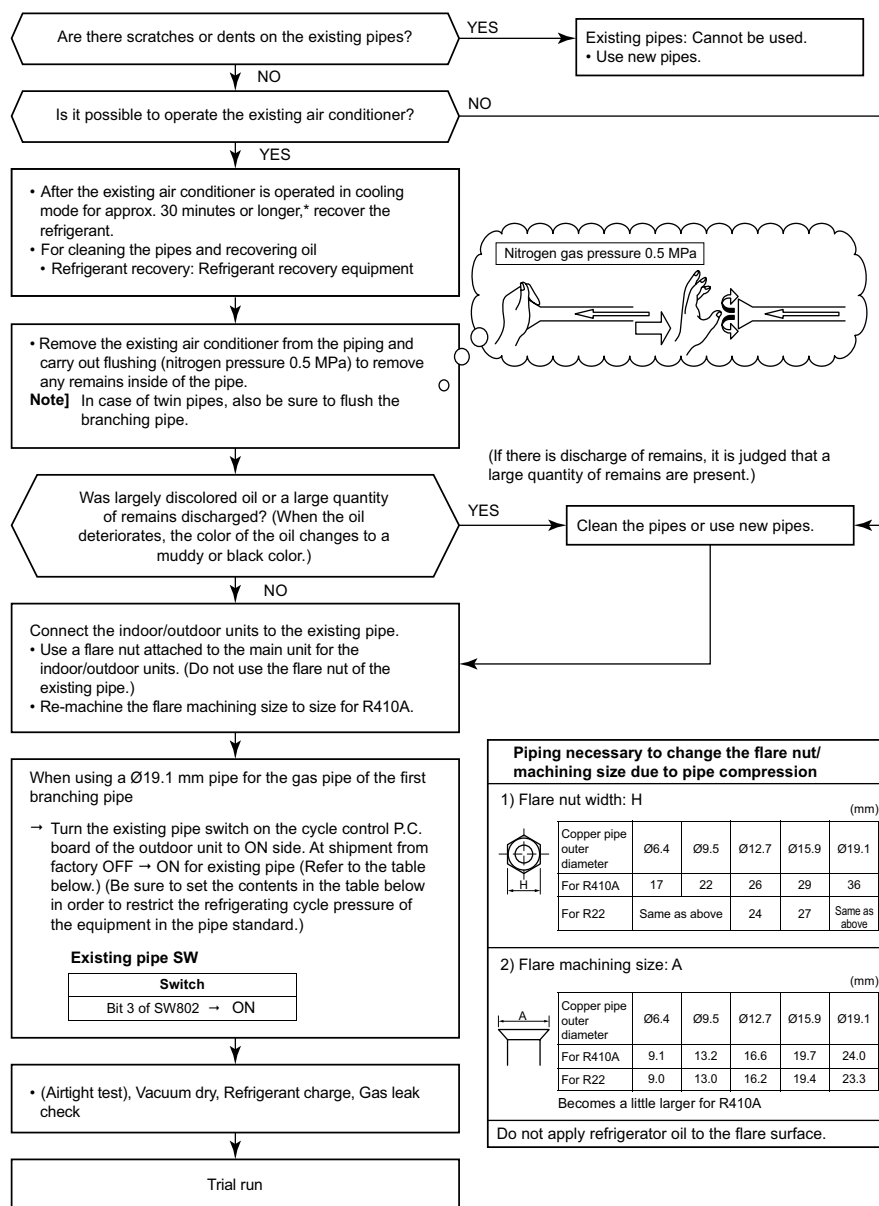 Are there scratches or dents on the existing pipes?
YES
Existing pipes: Cannot be used.
• Use new pipes.
NO
Is it possible to operate the existing air conditioner?
NO
YES
• After the existing air conditioner is operated in cooling
mode for approx. 30 minutes or longer,* recover the
refrigerant.
• For cleaning the pipes and recovering oil
• Refrigerant recovery: Refrigerant recovery equipment
Nitrogen gas pressure 0.5 MPa
• Remove the existing air conditioner from the piping and
carry out flushing (nitrogen pressure 0.5 MPa) to remove
any remains inside of the pipe.
Note] In case of twin pipes, also be sure to flush the
branching pipe.
(If there is discharge of remains, it is judged that a
large quantity of remains are present.)
Was largely discolored oil or a large quantity
of remains discharged? (When the oil
deteriorates, the color of the oil changes to a
muddy or black color.)
YES
Clean the pipes or use new pipes.
NO
Connect the indoor/outdoor units to the existing pipe.
• Use a flare nut attached to the main unit for the
indoor/outdoor units. (Do not use the flare nut of the
existing pipe.)
• Re-machine the flare machining size to size for R410A.
When using a Ø19.1 mm pipe for the gas pipe of the first
branching pipe
→ Turn the existing pipe switch on the cycle control P.C.
board of the outdoor unit to ON side. At shipment from
factory OFF → ON for existing pipe (Refer to the table
below.) (Be sure to set the contents in the table below
in order to restrict the refrigerating cycle pressure of
the equipment in the pipe standard.)
Existing pipe SW
Switch
Bit 3 of SW802 → ON
• (Airtight test), Vacuum dry, Refrigerant charge, Gas leak
check
Trial run
Piping necessary to change the flare nut/
machining size due to pipe compression
1) Flare nut width: H
(mm)
H
Copper pipe
outer
diameter
Ø6.4 Ø9.5 Ø12.7 Ø15.9 Ø19.1
For R410A 17 22 26 29 36
For R22 Same as above 24 27 Same as
above
2) Flare machining size: A
(mm)
A
Copper pipe
outer
diameter
Ø6.4 Ø9.5 Ø12.7 Ø15.9 Ø19.1
For R410A 9.1 13.2 16.6 19.7 24.0
For R22 9.0 13.0 16.2 19.4 23.3
Becomes a little larger for R410A
Do not apply refrigerator oil to the flare surface.